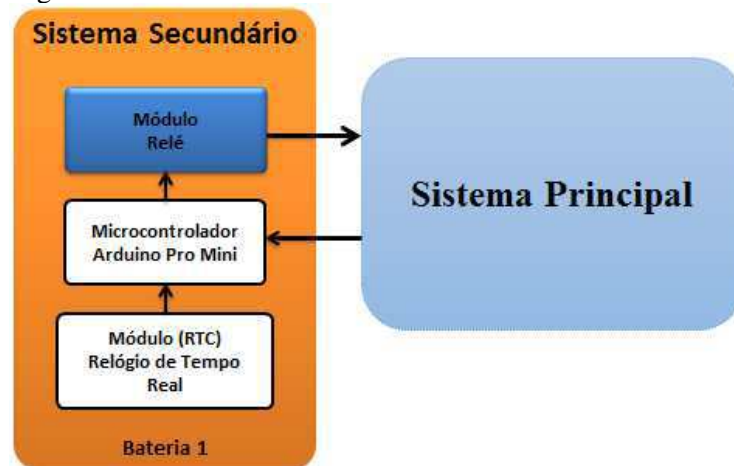 Sistema Secundário
Módulo
Relé
Sistema Principal
Microcontrolador
Arduino Pro Mini
Módulo (RTC)
Relógio de Tempo
Real
Bateria 1